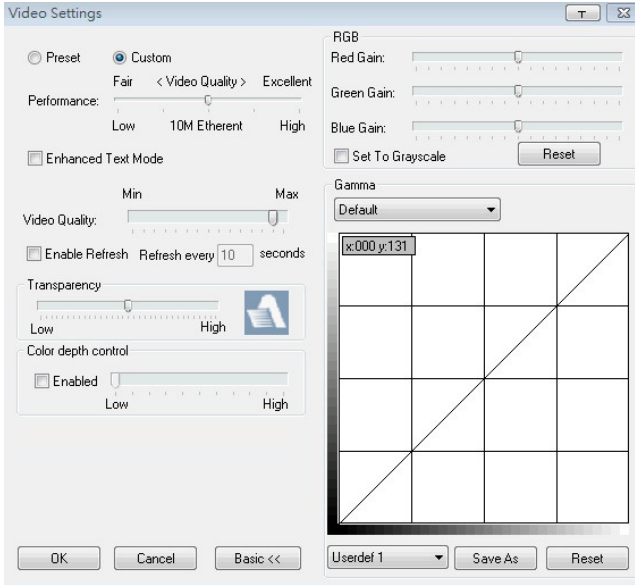 Video Settings
T
Preset
Custom
Fair < Video Quality > Excellent
Performance:
Low 10M Etherent High
Enhanced Text Mode
Min Max
Video Quality:
Enable Refresh Refresh every 10 seconds
Transparency
Low High
Color depth control
Enabled
Low High
OK Cancel Basic <<
RGB
Red Gain:
Green Gain:
Blue Gain:
Set To Grayscale Reset
Gamma
Default
x:000 y:131
Userdef 1 Save As Reset